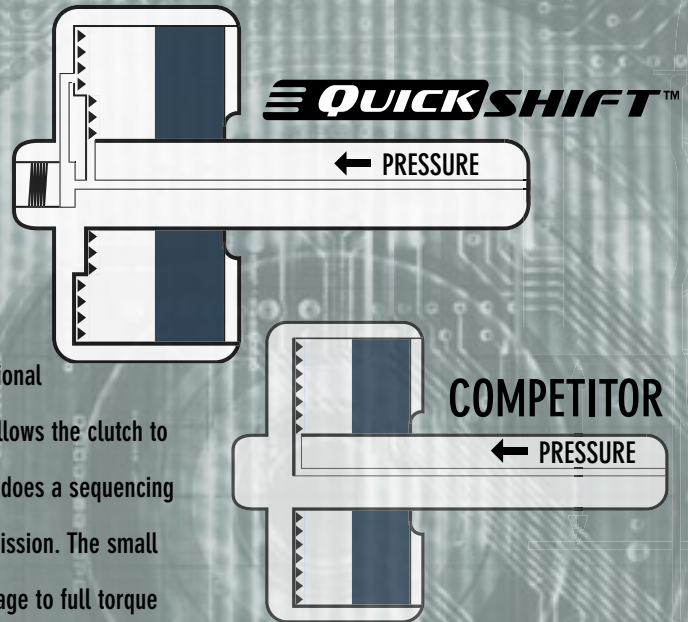 QUICKSHIFT™
← PRESSURE
COMPETITOR
← PRESSURE
ional
llows the clutch to
does a sequencing
ission. The small
age to full torque